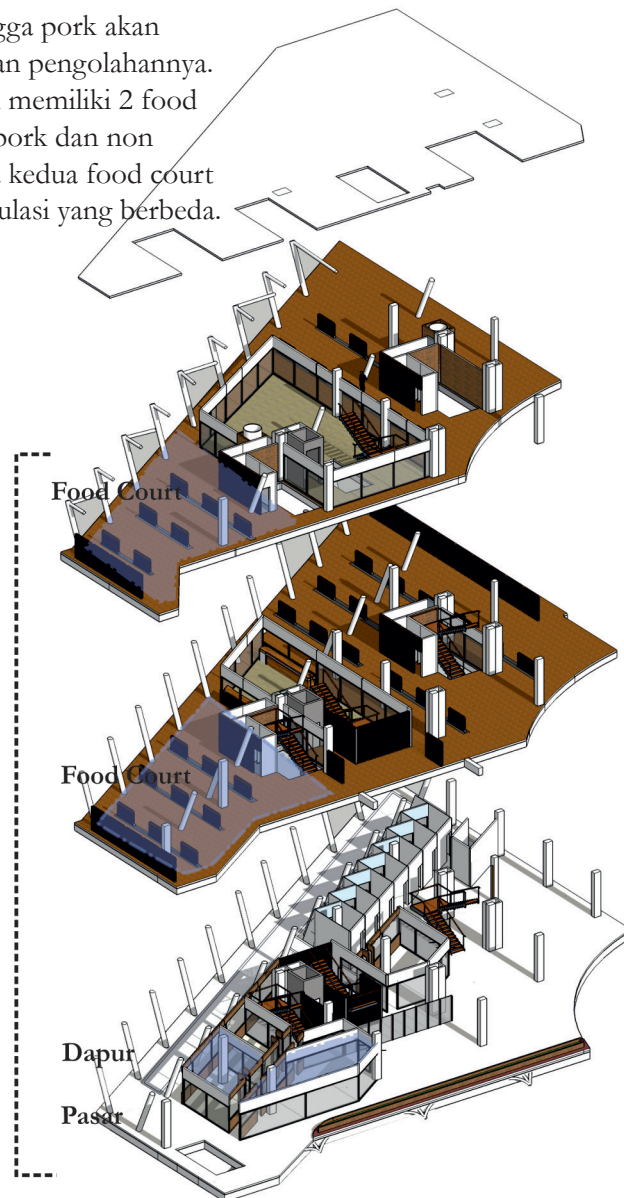 gga pork akan
an pengolahannya.
memiliki 2 food
pork dan non
kedua food court
ulasi yang berbeda.
Food Court
Food Court
Dapur
Pasar